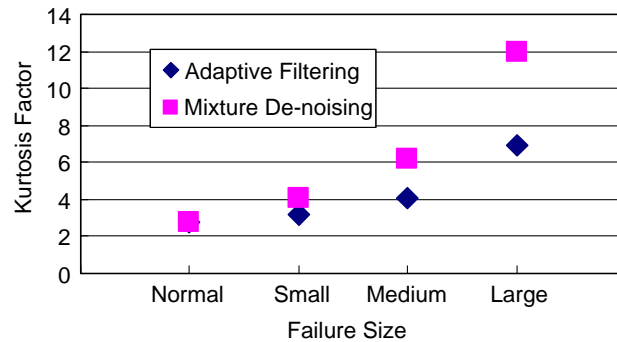 14
12
10
8
6
4
2
0
Kurtosis Factor
Adaptive Filtering
Mixture De-noising
Normal Small Medium Large
Failure Size